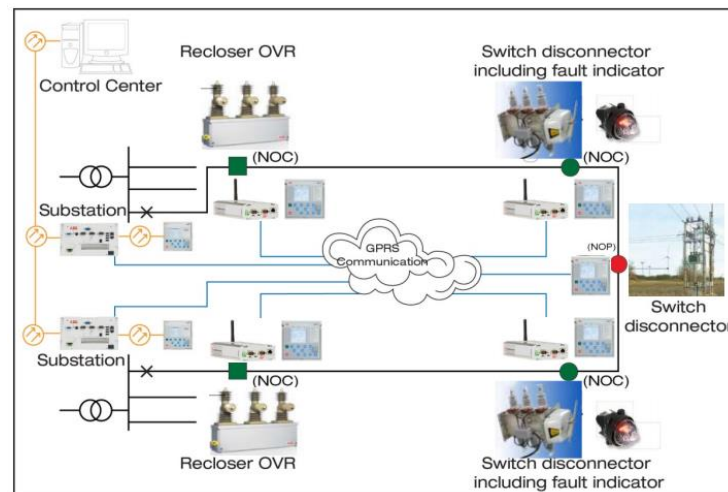 Control Center
Recloser OVR
Switch disconnector
including fault indicator
(NOC)
(NOC)
Substation
GPRS
Communication
(NOP)
Switch
disconnector
Substation
(NOC)
(NOC)
Recloser OVR
Switch disconnector
including fault indicator